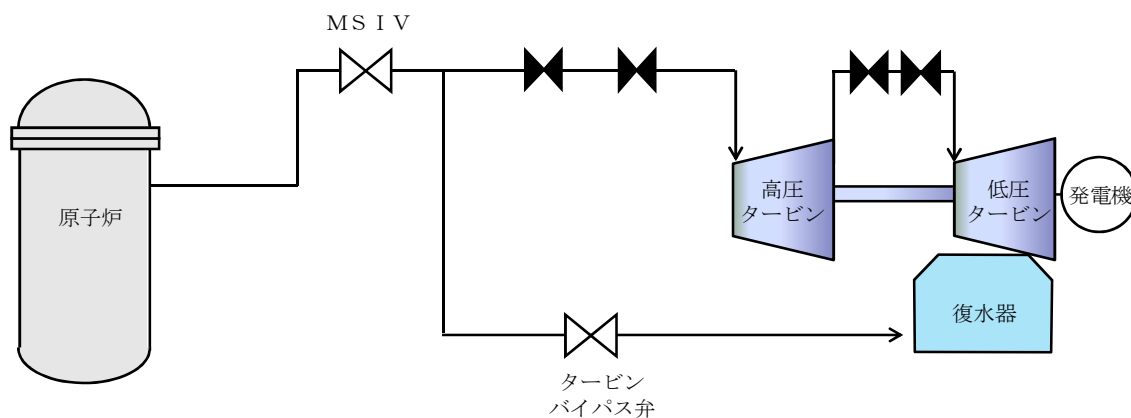 ＭＳＩＶ
原子炉
高圧
タービン
低圧
タービン
発電機
復水器
タービン
バイパス弁